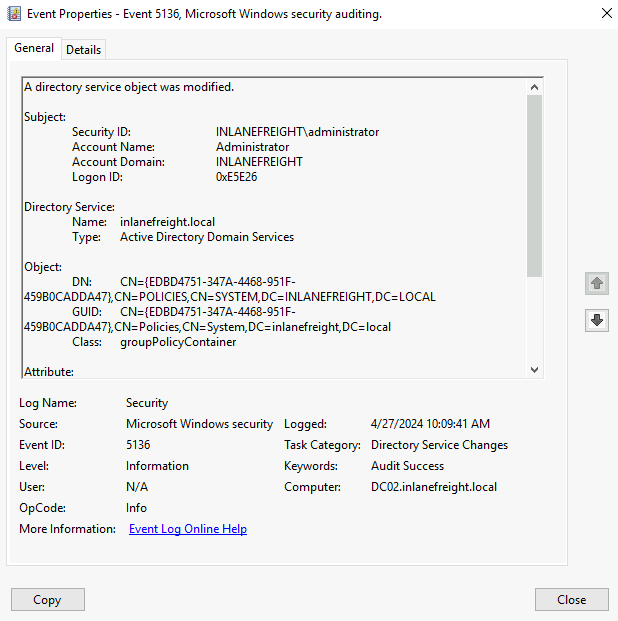 Event Properties - Event 5136, Microsoft Windows security auditing.
General Details
A directory service object was modified.
Subject:
Security ID: INLANEFREIGHT\administrator
Account Name: Administrator
Account Domain: INLANEFREIGHT
Logon ID: 0xE5E26
Directory Service:
Name: inlanefreight.local
Type: Active Directory Domain Services
Object:
DN: CN={EDBD4751-347A-4468-951F-
459B0CADDA47},CN=POLICIES,CN=SYSTEM,DC=INLANEFREIGHT,DC=LOCAL
GUID: CN={EDBD4751-347A-4468-951F-
459B0CADDA47},CN=Policies,CN=System,DC=inlanefreight,DC=local
Class: groupPolicyContainer
Attribute:
Log Name: Security
Source: Microsoft Windows security Logged: 4/27/2024 10:09:41 AM
Event ID: 5136 Task Category: Directory Service Changes
Level: Information Keywords: Audit Success
User: N/A Computer: DC02.inlanefreight.local
OpCode: Info
More Information: Event Log Online Help
Copy Close